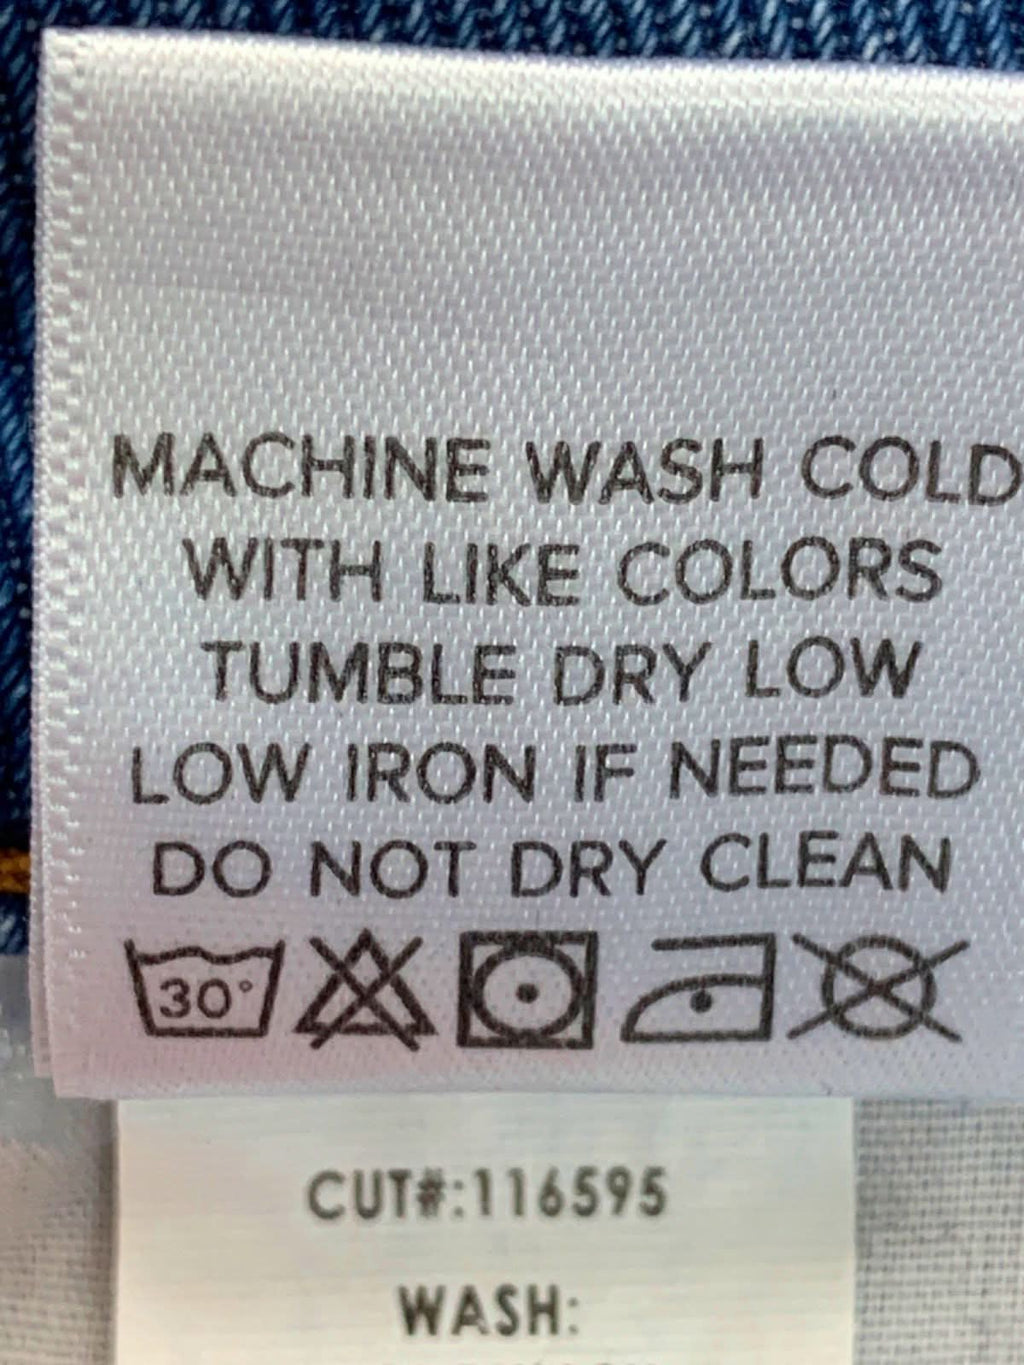 MACHINE WASH COLD
WITH LIKE COLORS
TUMBLE DRY LOW
LOW IRON IF NEEDED
DO NOT DRY CLEAN
30°
CUT#:116595
WASH: